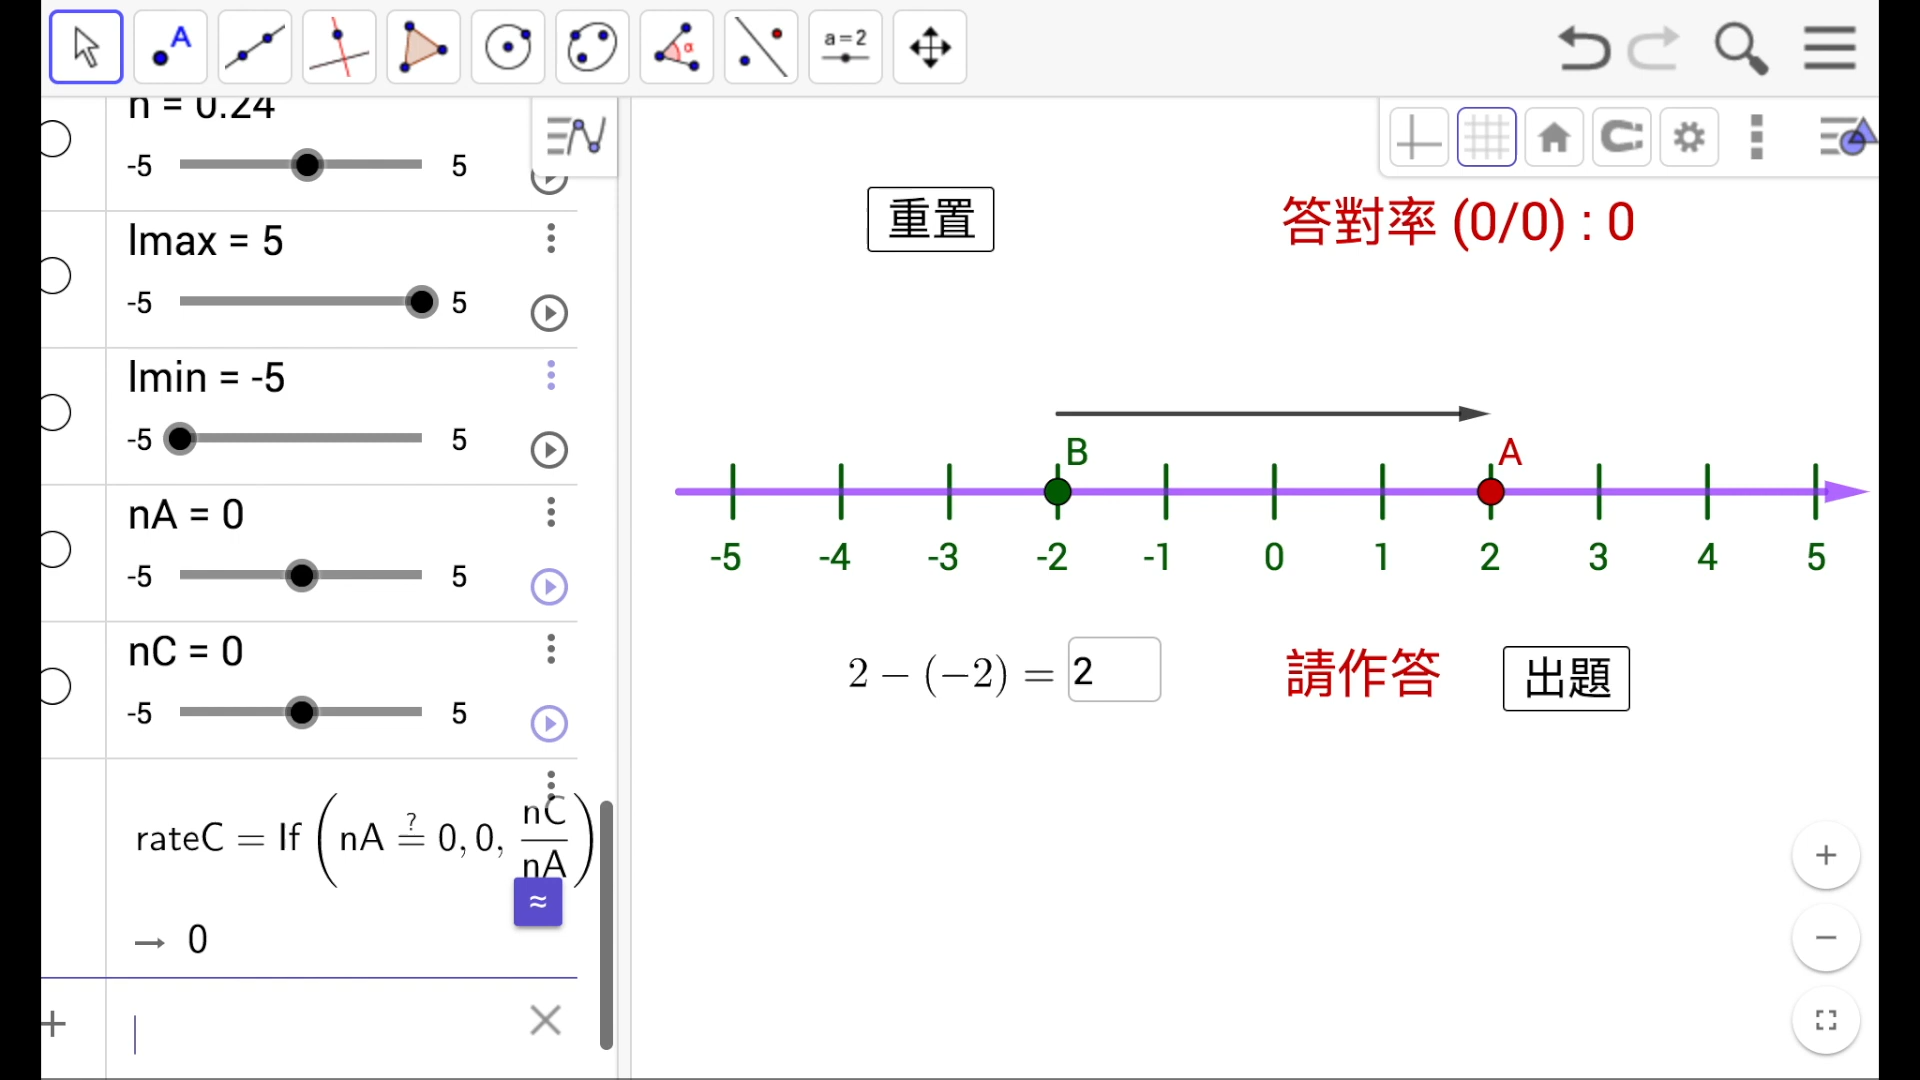 A
α
a=2
n = 0.24
-5 5
lmax = 5
-5 5
lmin = -5
-5 5
nA = 0
-5 5
nC = 0
-5 5
rateC = If (nA ≟ 0, 0, nC/nA)
≈
→ 0
重置
答對率 (0/0) : 0
B A
-5 -4 -3 -2 -1 0 1 2 3 4 5
2 − (−2) = 2
請作答
出題